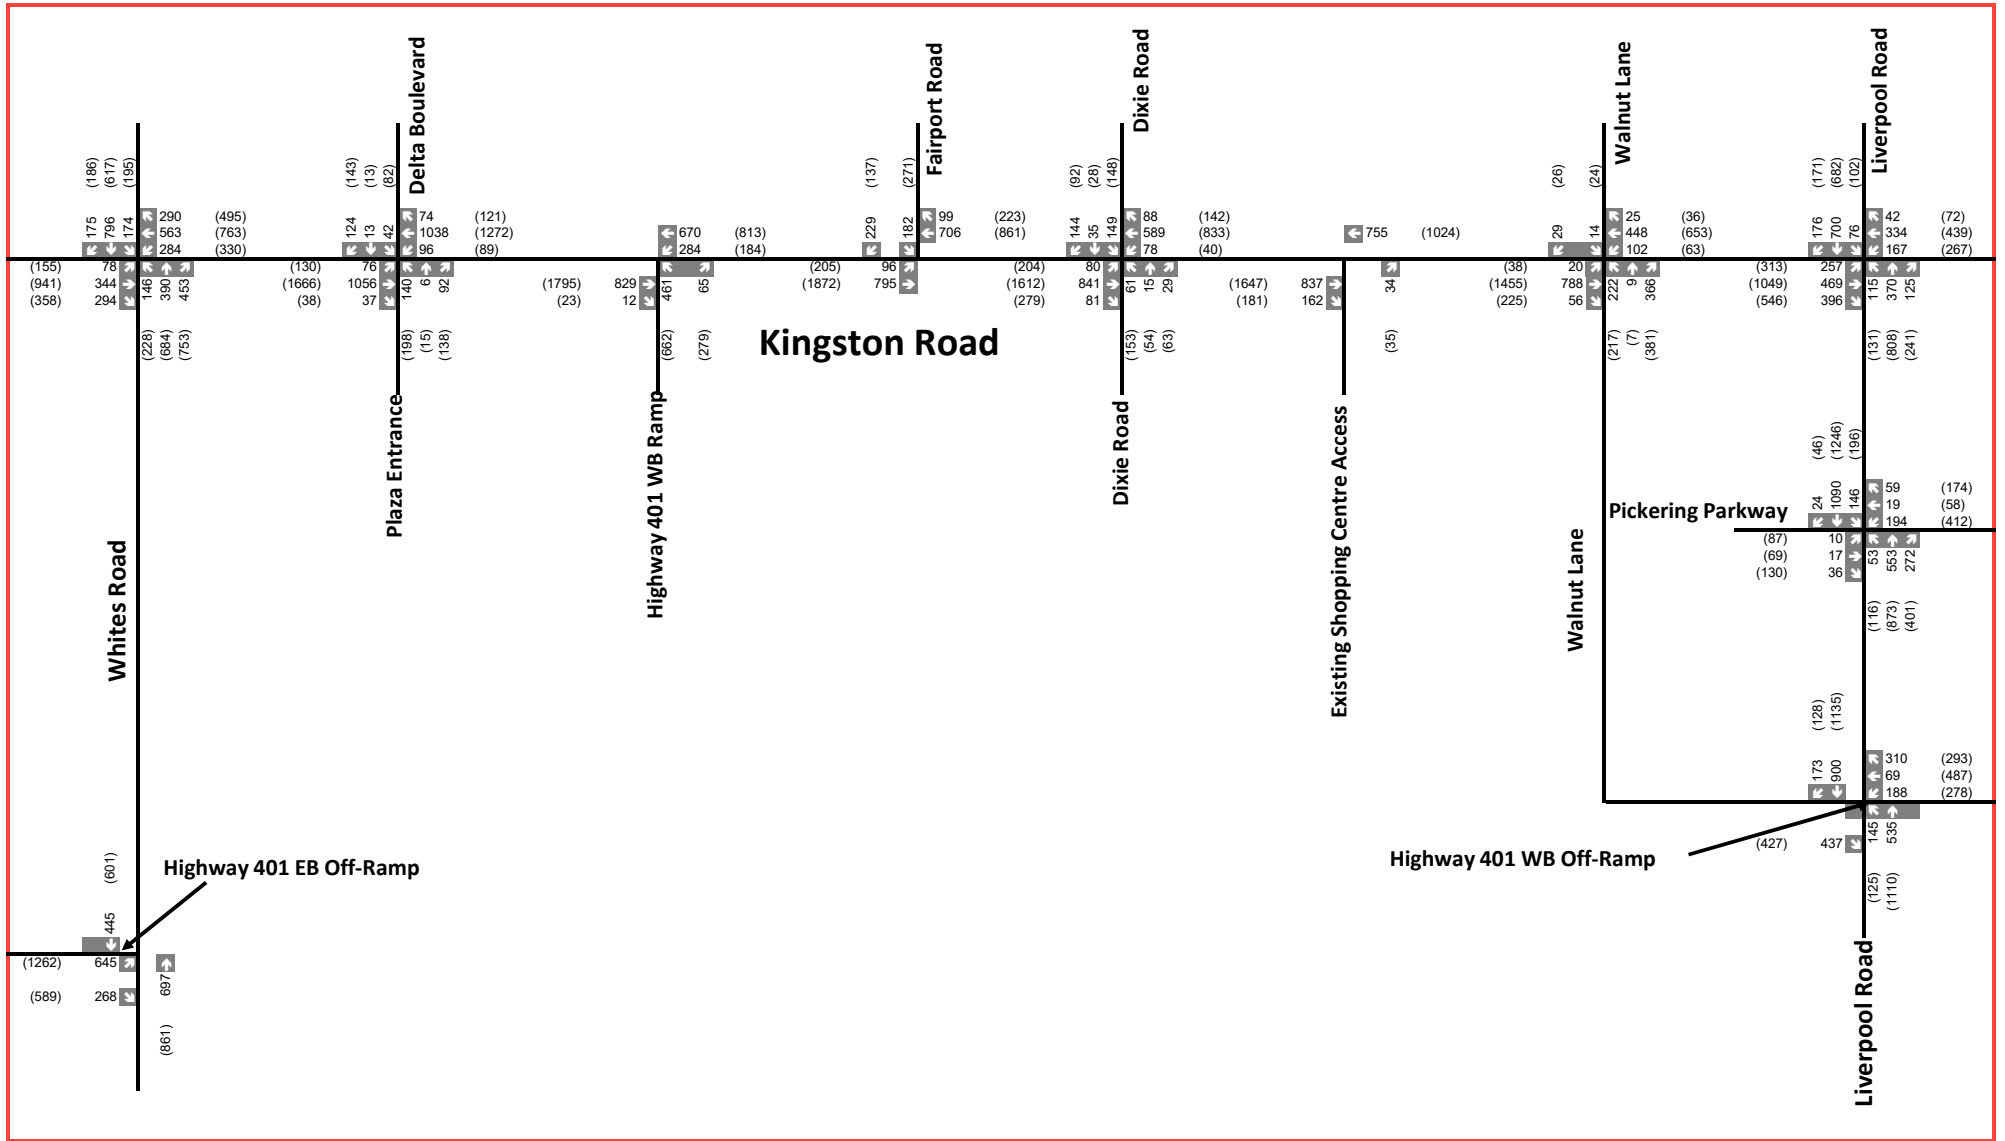 Delta Boulevard
Fairport Road
Dixie Road
Walnut Lane
Liverpool Road
(186) (617) (195)
175 796 174
290 (495)
563 (763)
284 (330)
(155) 78
(941) 344
(358) 294
146 390 453
(228) (684) (753)
(143) (13) (82)
124 13 42
74 (121)
1038 (1272)
96 (89)
(130) 76
(1666) 1056
(38) 37
140 6 92
(198) (15) (138)
Plaza Entrance
670 (813)
284 (184)
(1795) 829
(23) 12
461 65
(662) (279)
Highway 401 WB Ramp
(137) (271)
229 182
99 (223)
706 (861)
(205) 96
(1872) 795
Kingston Road
(92) (28) (148)
144 35 149
88 (142)
589 (833)
78 (40)
(204) 80
(1612) 841
(279) 81
61 15 29
(153) (54) (63)
Dixie Road
755 (1024)
(1647) 837
(181) 162
34
(35)
Existing Shopping Centre Access
(26) (24)
29 14
25 (36)
448 (653)
102 (63)
(38) 20
(1455) 788
(225) 56
222 9 366
(217) (7) (381)
Walnut Lane
(171) (682) (102)
176 700 76
42 (72)
334 (439)
167 (267)
(313) 257
(1049) 469
(546) 396
115 370 125
(131) (808) (241)
(46) (1246) (196)
24 1090 146
59 (174)
19 (58)
194 (412)
Pickering Parkway
(87) 10
(69) 17
(130) 36
53 553 272
(116) (873) (401)
(128) (1135)
173 900
310 (293)
69 (487)
188 (278)
(427) 437
145 535
(125) (1110)
Highway 401 WB Off-Ramp
Liverpool Road
Whites Road
Highway 401 EB Off-Ramp
(601)
445
(1262) 645
(589) 268
697
(861)